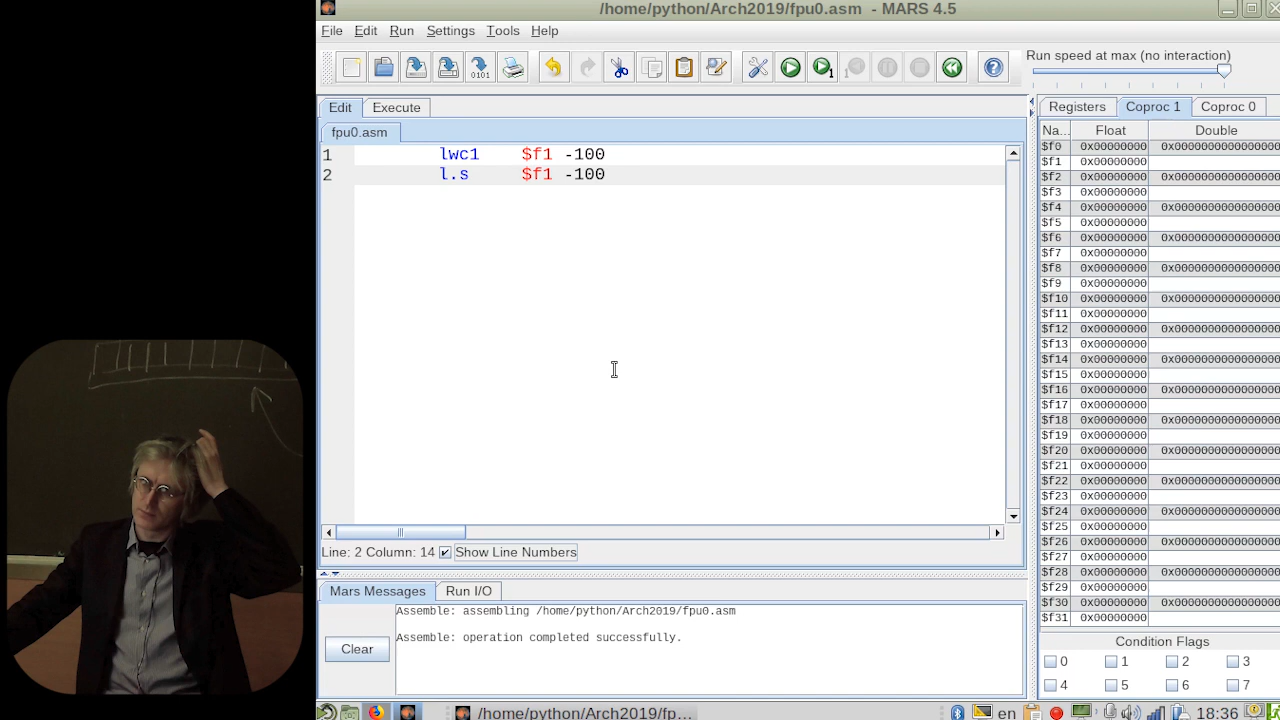 /home/python/Arch2019/fpu0.asm - MARS 4.5
File Edit Run Settings Tools Help
Run speed at max (no interaction)
Edit Execute
fpu0.asm
1 lwc1 $f1 -100
2 l.s $f1 -100
Line: 2 Column: 14 Show Line Numbers
Mars Messages Run I/O
Assemble: assembling /home/python/Arch2019/fpu0.asm
Assemble: operation completed successfully.
Clear
Registers Coproc 1 Coproc 0
Na... Float Double
$f0 0x00000000 0x0000000000000000
$f1 0x00000000
$f2 0x00000000 0x0000000000000000
$f3 0x00000000
$f4 0x00000000 0x0000000000000000
$f5 0x00000000
$f6 0x00000000 0x0000000000000000
$f7 0x00000000
$f8 0x00000000 0x0000000000000000
$f9 0x00000000
$f10 0x00000000 0x0000000000000000
$f11 0x00000000
$f12 0x00000000 0x0000000000000000
$f13 0x00000000
$f14 0x00000000 0x0000000000000000
$f15 0x00000000
$f16 0x00000000 0x0000000000000000
$f17 0x00000000
$f18 0x00000000 0x0000000000000000
$f19 0x00000000
$f20 0x00000000 0x0000000000000000
$f21 0x00000000
$f22 0x00000000 0x0000000000000000
$f23 0x00000000
$f24 0x00000000 0x0000000000000000
$f25 0x00000000
$f26 0x00000000 0x0000000000000000
$f27 0x00000000
$f28 0x00000000 0x0000000000000000
$f29 0x00000000
$f30 0x00000000 0x0000000000000000
$f31 0x00000000
Condition Flags
0 1 2 3
4 5 6 7
/home/python/Arch2019/fp... en 18:36